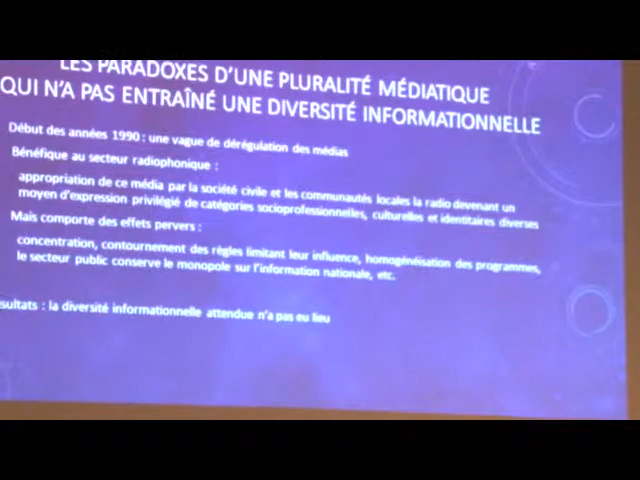 LES PARADOXES D'UNE PLURALITÉ MÉDIATIQUE
QUI N'A PAS ENTRAÎNÉ UNE DIVERSITÉ INFORMATIONNELLE
Début des années 1990 : une vague de dérégulation des médias
Bénéfique au secteur radiophonique :
appropriation de ce média par la société civile et les communautés locales la radio devenant un
moyen d'expression privilégié de catégories socioprofessionnelles, culturelles et identitaires diverses
Mais comporte des effets pervers :
concentration, contournement des règles limitant leur influence, homogénéisation des programmes,
le secteur public conserve le monopole sur l'information nationale, etc.
sultats : la diversité informationnelle attendue n'a pas eu lieu